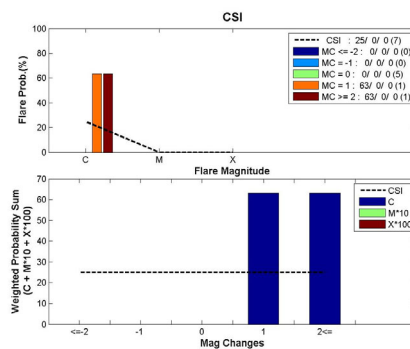 CSI
Flare Prob.(%)
100
80
60
40
20
0
C M X
Flare Magnitude
CSI : 25/ 0/ 0 (7)
MC <= -2 : 0/ 0/ 0 (0)
MC = -1 : 0/ 0/ 0 (0)
MC = 0 : 0/ 0/ 0 (5)
MC = 1 : 63/ 0/ 0 (1)
MC >= 2 : 63/ 0/ 0 (1)
Weighted Probability Sum
(C + M*10 + X*100)
70
60
50
40
30
20
10
0
<=-2 -1 0 1 2<=
Mag Changes
CSI
C
M*10
X*100